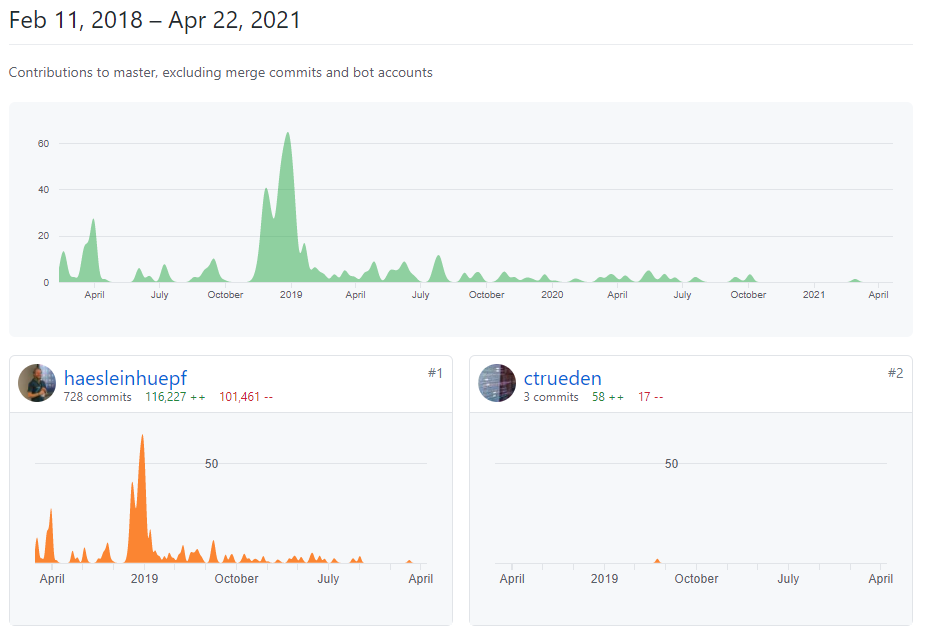 Feb 11, 2018 – Apr 22, 2021
Contributions to master, excluding merge commits and bot accounts
60
40
20
0
April July October 2019 April July October 2020 April July October 2021 April
haesleinhuepf #1
728 commits 116,227 ++ 101,461 --
50
April 2019 October July April
ctrueden #2
3 commits 58 ++ 17 --
50
April 2019 October July April